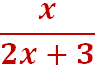 x
2x + 3